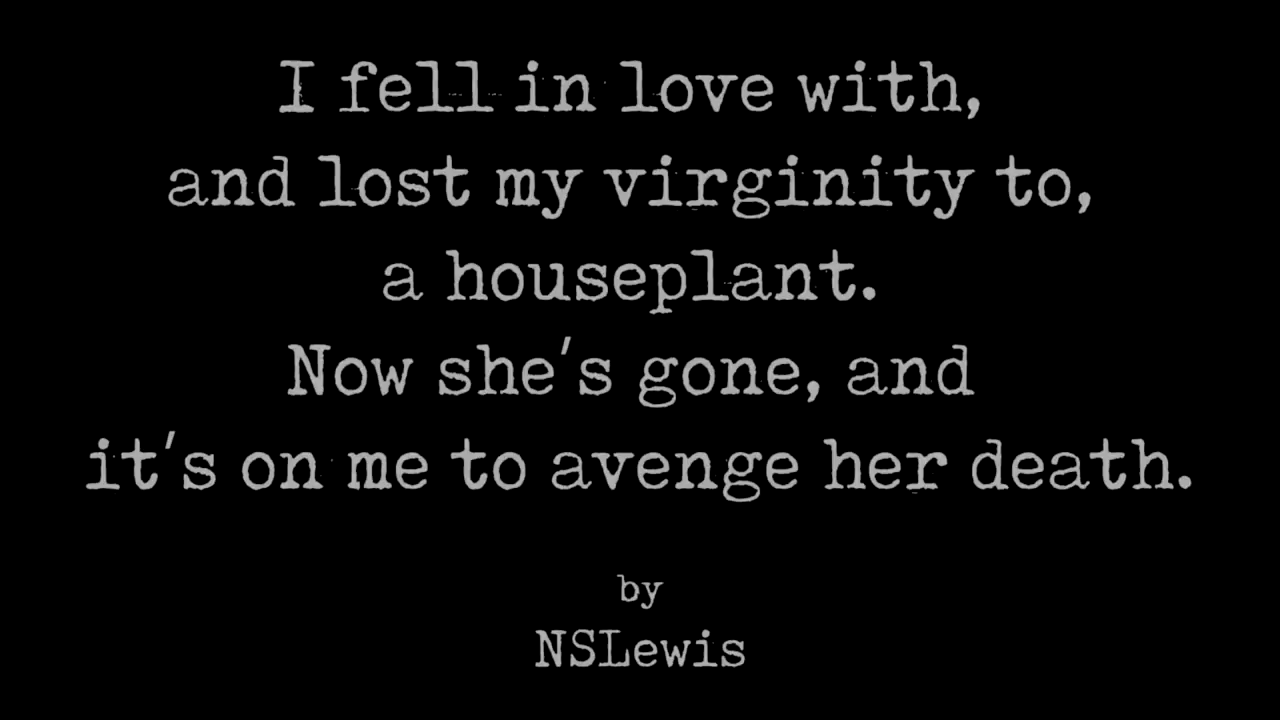 I fell in love with,
and lost my virginity to,
a houseplant.
Now she's gone, and
it's on me to avenge her death.
by
NSLewis